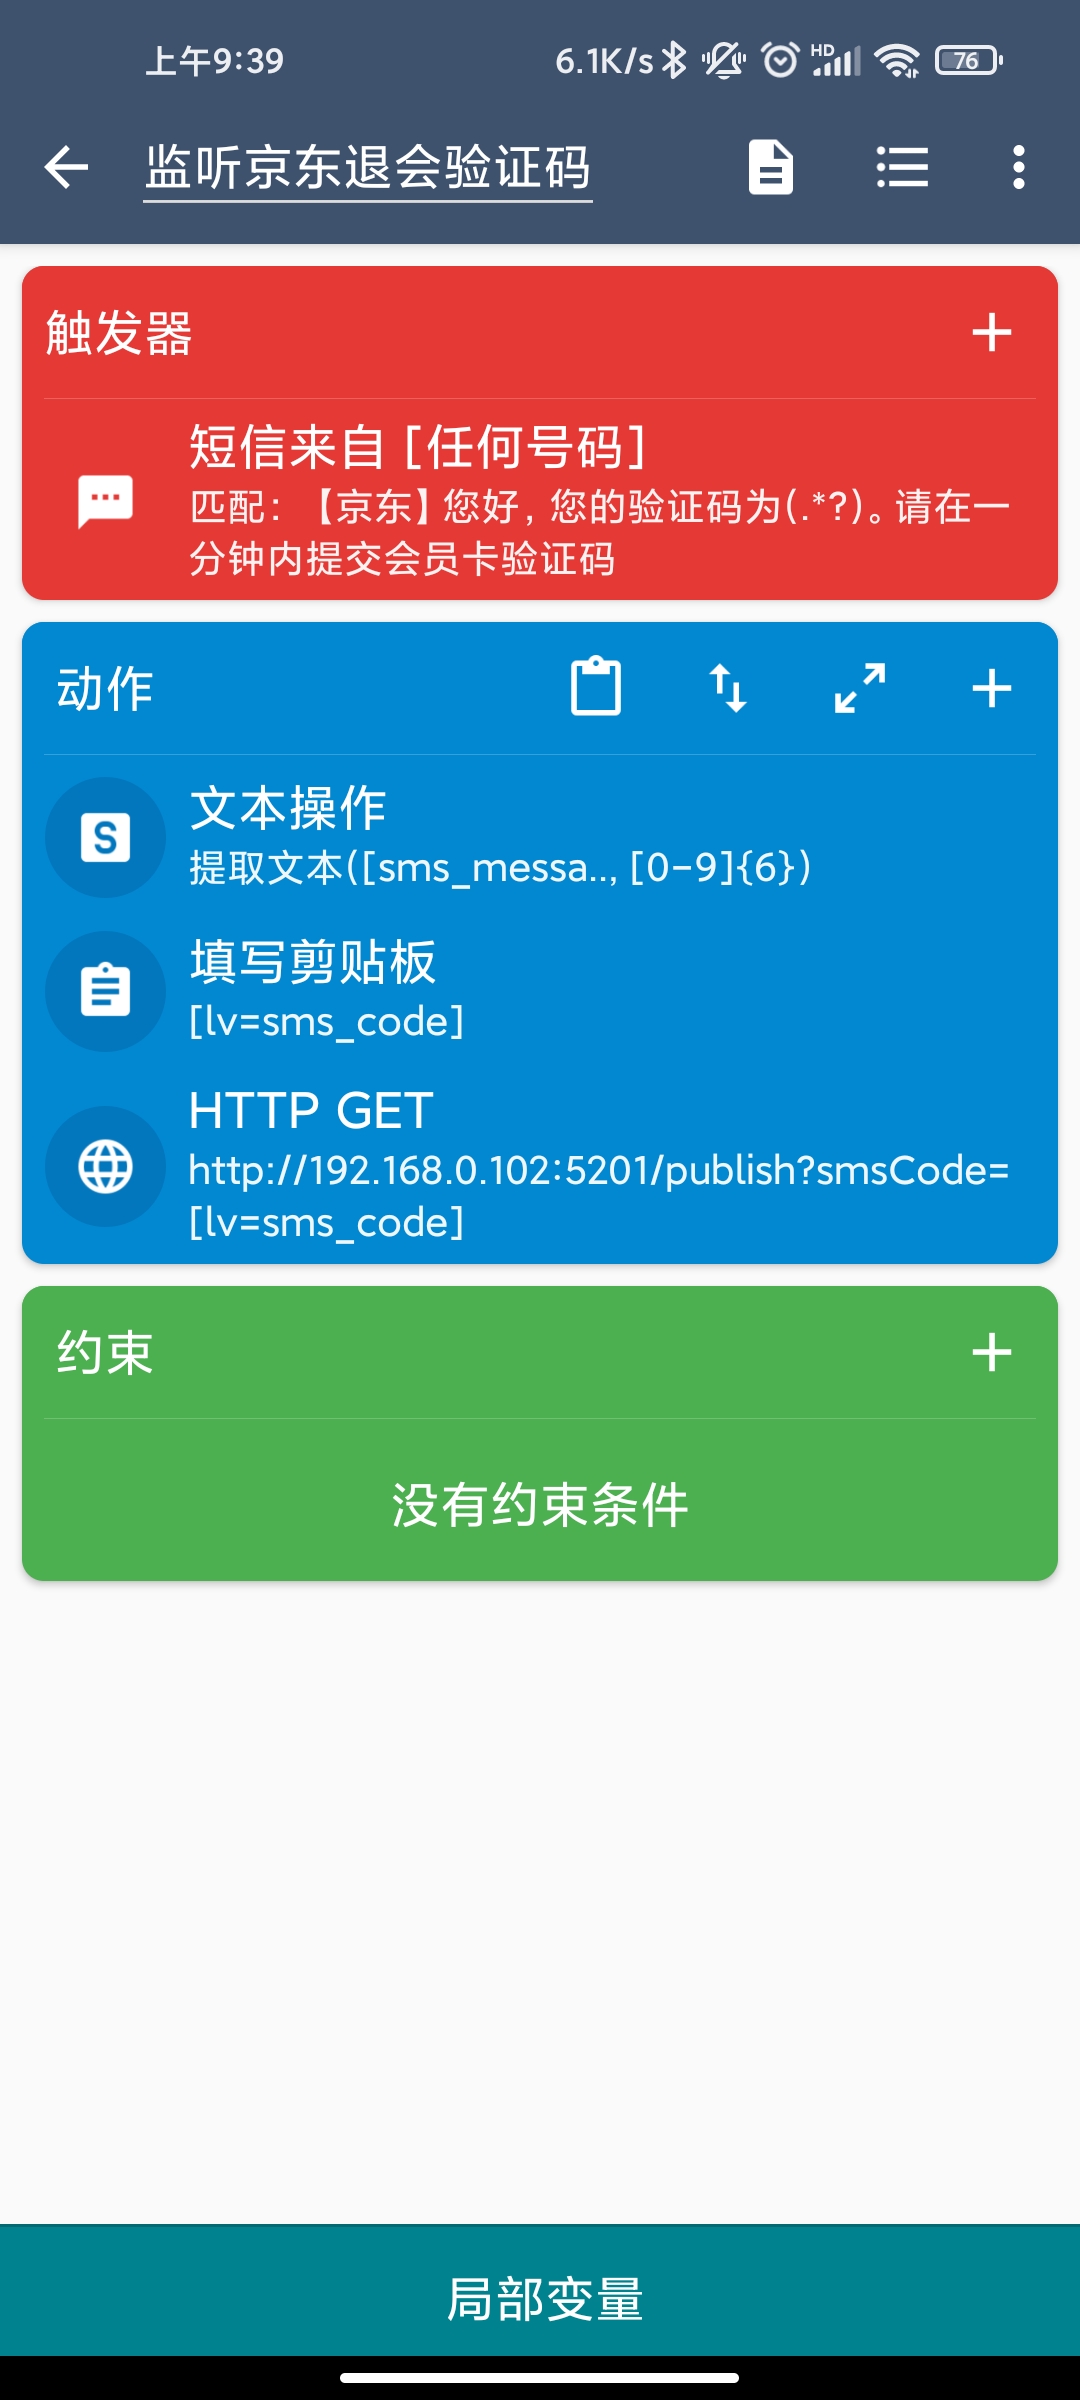 上午9:39 6.1K/s HD 76
监听京东退会验证码
触发器
短信来自 [任何号码]
匹配：【京东】您好，您的验证码为(.*?)。请在一
分钟内提交会员卡验证码
动作
文本操作
提取文本([sms_messa.., [0-9]{6})
填写剪贴板
[lv=sms_code]
HTTP GET
http://192.168.0.102:5201/publish?smsCode=
[lv=sms_code]
约束
没有约束条件
局部变量